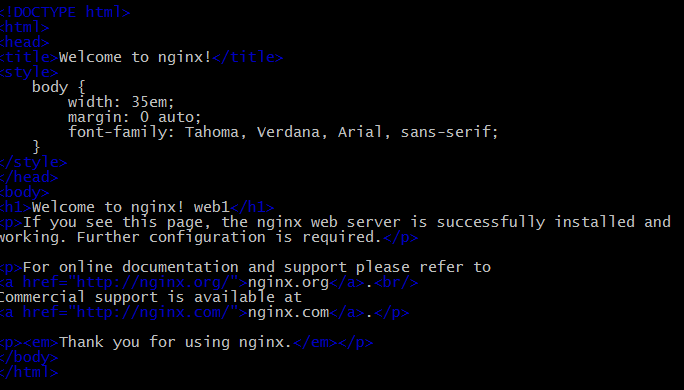 <!DOCTYPE html>
<html>
<head>
<title>Welcome to nginx!</title>
<style>
    body {
        width: 35em;
        margin: 0 auto;
        font-family: Tahoma, Verdana, Arial, sans-serif;
    }
</style>
</head>
<body>
<h1>Welcome to nginx! web1</h1>
<p>If you see this page, the nginx web server is successfully installed and
working. Further configuration is required.</p>

<p>For online documentation and support please refer to
<a href="http://nginx.org/">nginx.org</a>.<br/>
Commercial support is available at
<a href="http://nginx.com/">nginx.com</a>.</p>

<p><em>Thank you for using nginx.</em></p>
</body>
</html>